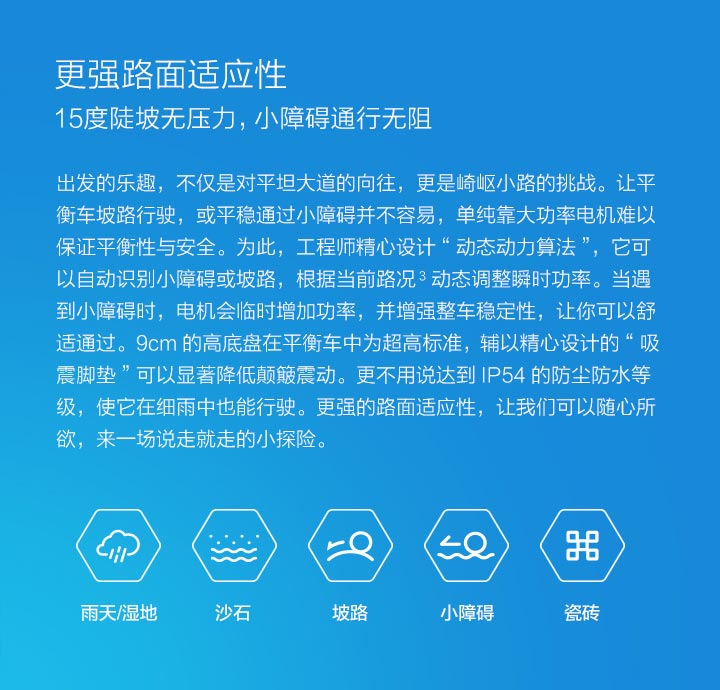 更强路面适应性
15度陡坡无压力，小障碍通行无阻
出发的乐趣，不仅是对平坦大道的向往，更是崎岖小路的挑战。让平
衡车坡路行驶，或平稳通过小障碍并不容易，单纯靠大功率电机难以
保证平衡性与安全。为此，工程师精心设计“ 动态动力算法 ”，它可
以自动识别小障碍或坡路，根据当前路况³ 动态调整瞬时功率。当遇
到小障碍时，电机会临时增加功率，并增强整车稳定性，让你可以舒
适通过。9cm 的高底盘在平衡车中为超高标准，辅以精心设计的“ 吸
震脚垫 ”可以显著降低颠簸震动。更不用说达到 IP54 的防尘防水等
级，使它在细雨中也能行驶。更强的路面适应性，让我们可以随心所
欲，来一场说走就走的小探险。
雨天/湿地 沙石 坡路 小障碍 瓷砖